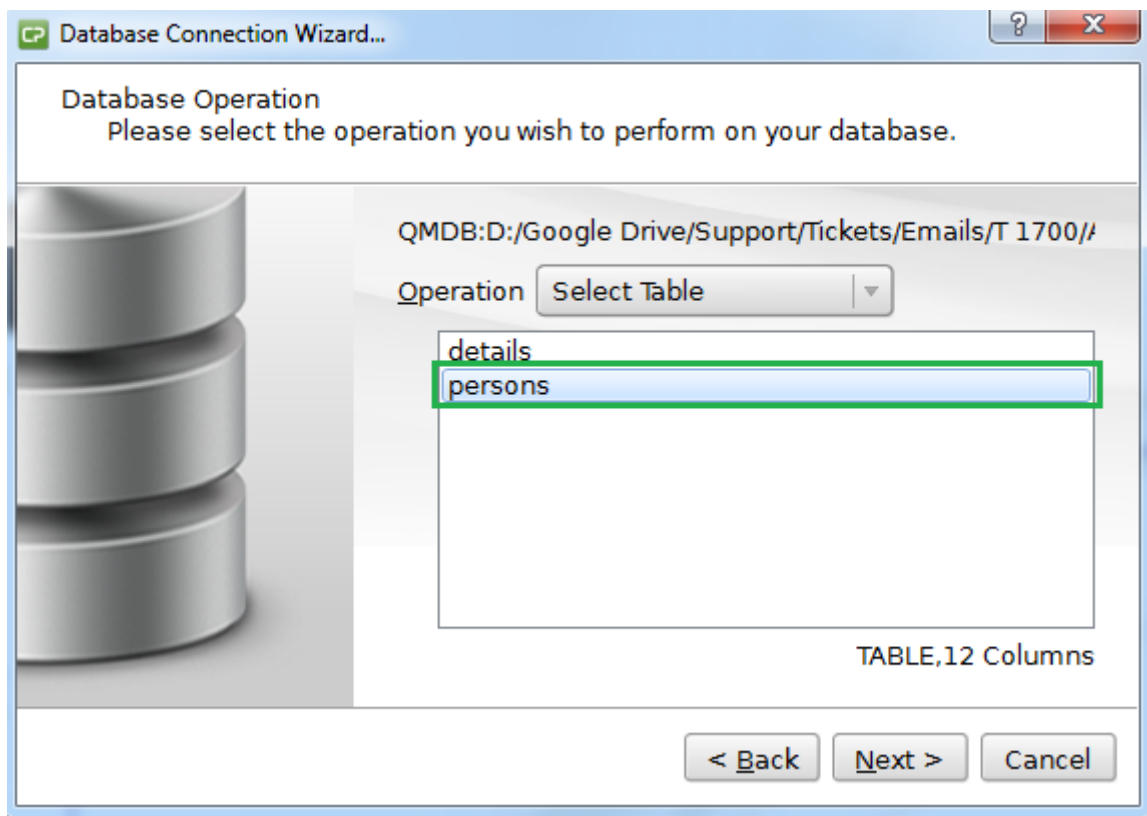 CP Database Connection Wizard...
? X
Database Operation
Please select the operation you wish to perform on your database.
QMDB:D:/Google Drive/Support/Tickets/Emails/T 1700//
Operation Select Table
details
persons
TABLE,12 Columns
< Back Next > Cancel